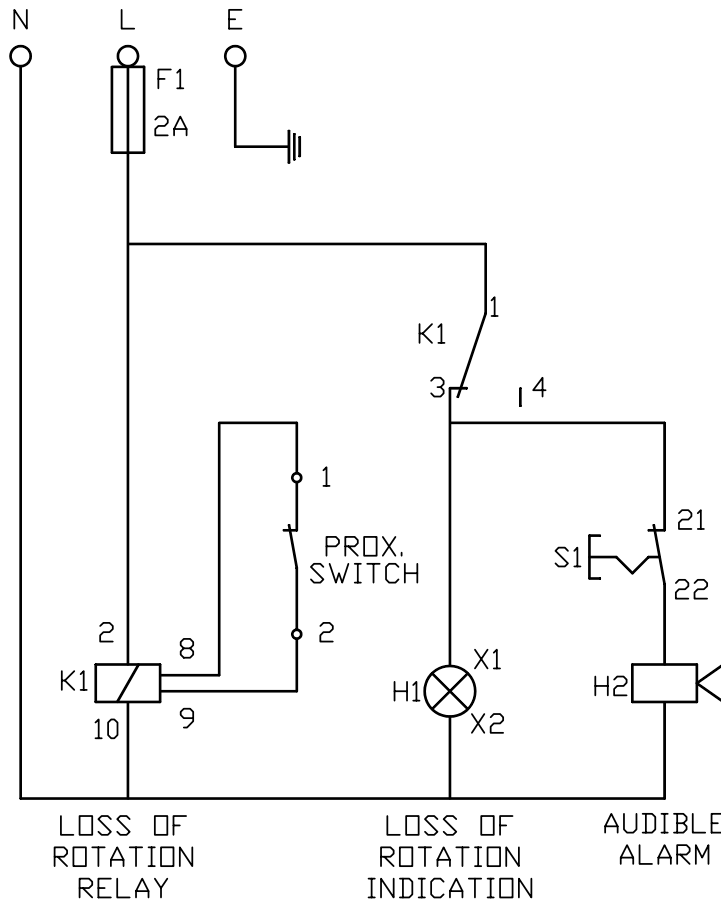 N L E
F1
2A
1
K1
3 4
1
PROX.
SWITCH
21
S1
22
2 8 2
K1
X1
H1
H2
10 9
X2
LOSS OF
ROTATION
RELAY
LOSS OF
ROTATION
INDICATION
AUDIBLE
ALARM